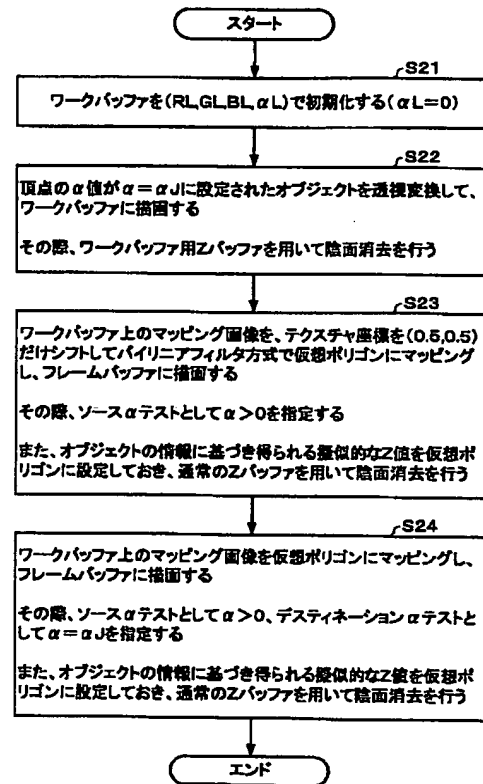 スタート
S21
ワークバッファを(RL,GL,BL,αL)で初期化する(αL=0)
S22
頂点のα値がα=αJに設定されたオブジェクトを透視変換して、
ワークバッファに描画する
その際、ワークバッファ用Zバッファを用いて陰面消去を行う
S23
ワークバッファ上のマッピング画像を、テクスチャ座標を(0.5,0.5)
だけシフトしてバイリニアフィルタ方式で仮想ポリゴンにマッピング
し、フレームバッファに描画する
その際、ソースαテストとしてα>0を指定する
また、オブジェクトの情報に基づき得られる擬似的なZ値を仮想ポ
リゴンに設定しておき、通常のZバッファを用いて陰面消去を行う
S24
ワークバッファ上のマッピング画像を仮想ポリゴンにマッピングし、
フレームバッファに描画する
その際、ソースαテストとしてα>0、デスティネーションαテストと
してα=αJを指定する
また、オブジェクトの情報に基づき得られる擬似的なZ値を仮想ポ
リゴンに設定しておき、通常のZバッファを用いて陰面消去を行う
エンド